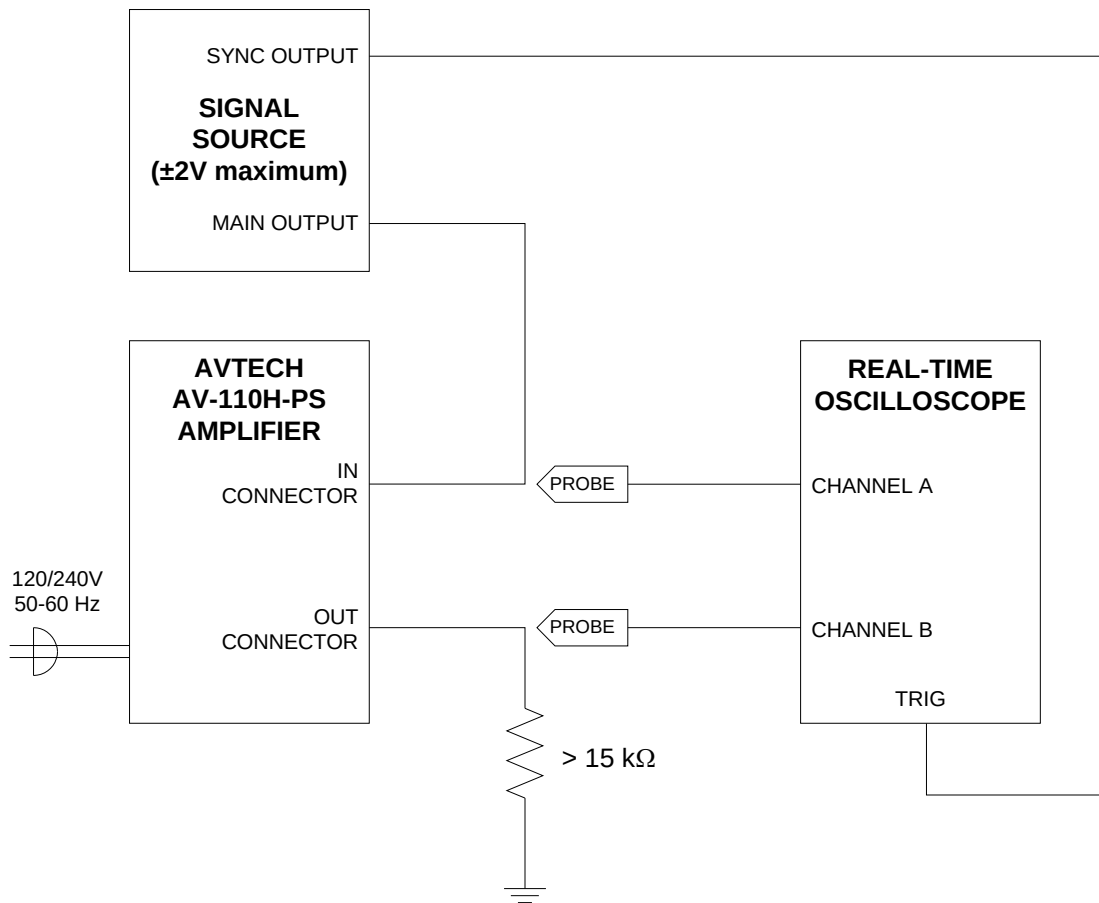 SYNC OUTPUT
SIGNAL
SOURCE
(±2V maximum)
MAIN OUTPUT
AVTECH
AV-110H-PS
AMPLIFIER
IN
CONNECTOR
OUT
CONNECTOR
120/240V
50-60 Hz
PROBE
PROBE
> 15 kΩ
REAL-TIME
OSCILLOSCOPE
CHANNEL A
CHANNEL B
TRIG